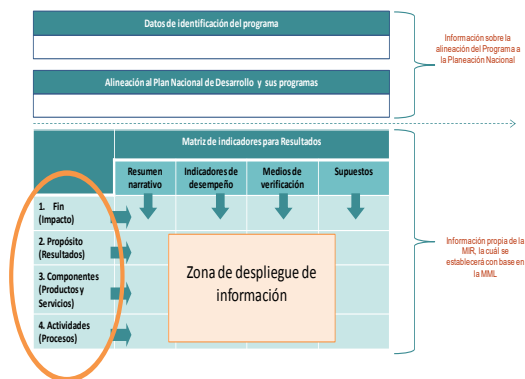 Datos de identificación del programa
Información sobre la
alineación del Programa a
la Planeación Nacional
Alineación al Plan Nacional de Desarrollo y sus programas
Matriz de indicadores para Resultados
Resumen
narrativo
Indicadores de
desempeño
Medios de
verificación
Supuestos
1. Fin
(Impacto)
2. Propósito
(Resultados)
3. Componentes
(Productos y
Servicios)
4. Actividades
(Procesos)
Zona de despliegue de
información
Información propia de la
MIR, la cuál se
establecerá con base en
la MML